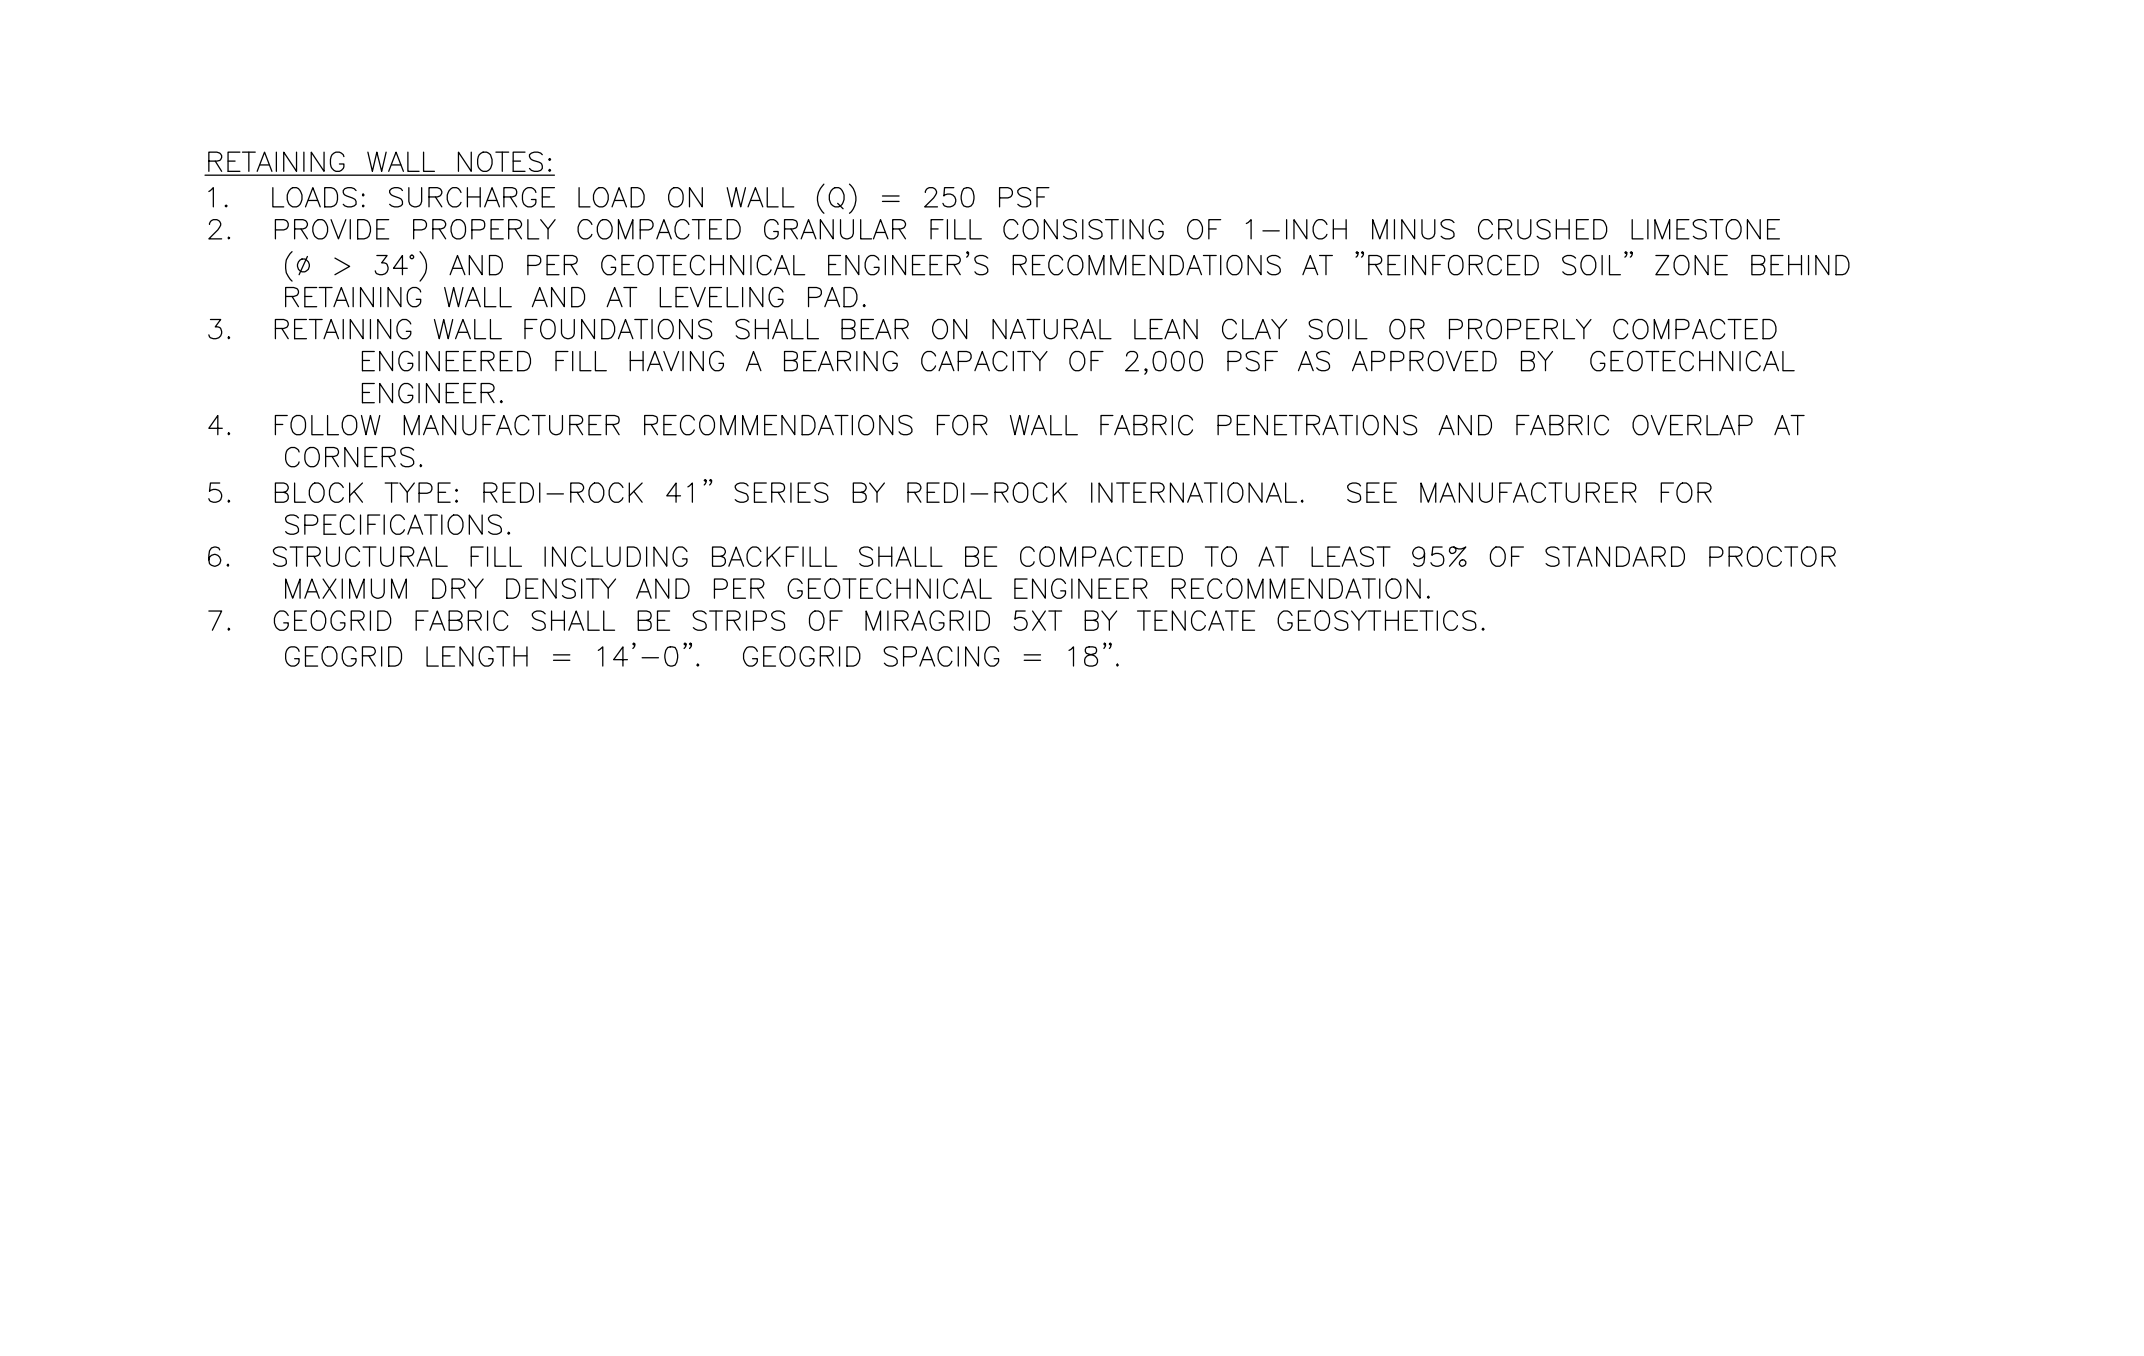 RETAINING WALL NOTES:
1. LOADS: SURCHARGE LOAD ON WALL (Q) = 250 PSF
2. PROVIDE PROPERLY COMPACTED GRANULAR FILL CONSISTING OF 1-INCH MINUS CRUSHED LIMESTONE
(ø > 34°) AND PER GEOTECHNICAL ENGINEER'S RECOMMENDATIONS AT "REINFORCED SOIL" ZONE BEHIND
RETAINING WALL AND AT LEVELING PAD.
3. RETAINING WALL FOUNDATIONS SHALL BEAR ON NATURAL LEAN CLAY SOIL OR PROPERLY COMPACTED
ENGINEERED FILL HAVING A BEARING CAPACITY OF 2,000 PSF AS APPROVED BY GEOTECHNICAL
ENGINEER.
4. FOLLOW MANUFACTURER RECOMMENDATIONS FOR WALL FABRIC PENETRATIONS AND FABRIC OVERLAP AT
CORNERS.
5. BLOCK TYPE: REDI-ROCK 41" SERIES BY REDI-ROCK INTERNATIONAL. SEE MANUFACTURER FOR
SPECIFICATIONS.
6. STRUCTURAL FILL INCLUDING BACKFILL SHALL BE COMPACTED TO AT LEAST 95% OF STANDARD PROCTOR
MAXIMUM DRY DENSITY AND PER GEOTECHNICAL ENGINEER RECOMMENDATION.
7. GEOGRID FABRIC SHALL BE STRIPS OF MIRAGRID 5XT BY TENCATE GEOSYTHETICS.
GEOGRID LENGTH = 14'-0". GEOGRID SPACING = 18".